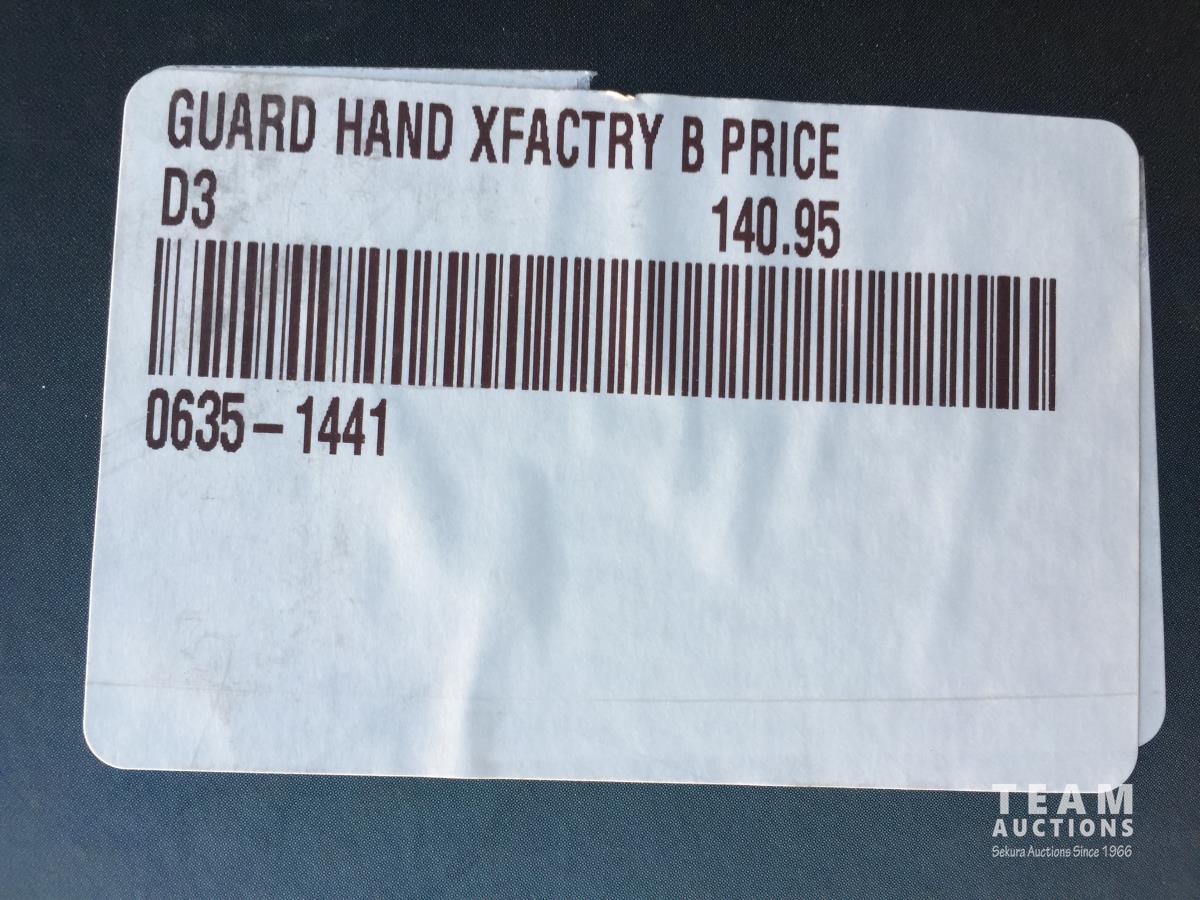 GUARD HAND XFACTRY B PRICE
D3 140.95
0635-1441
TEAM
AUCTIONS
Sekura Auctions Since 1966